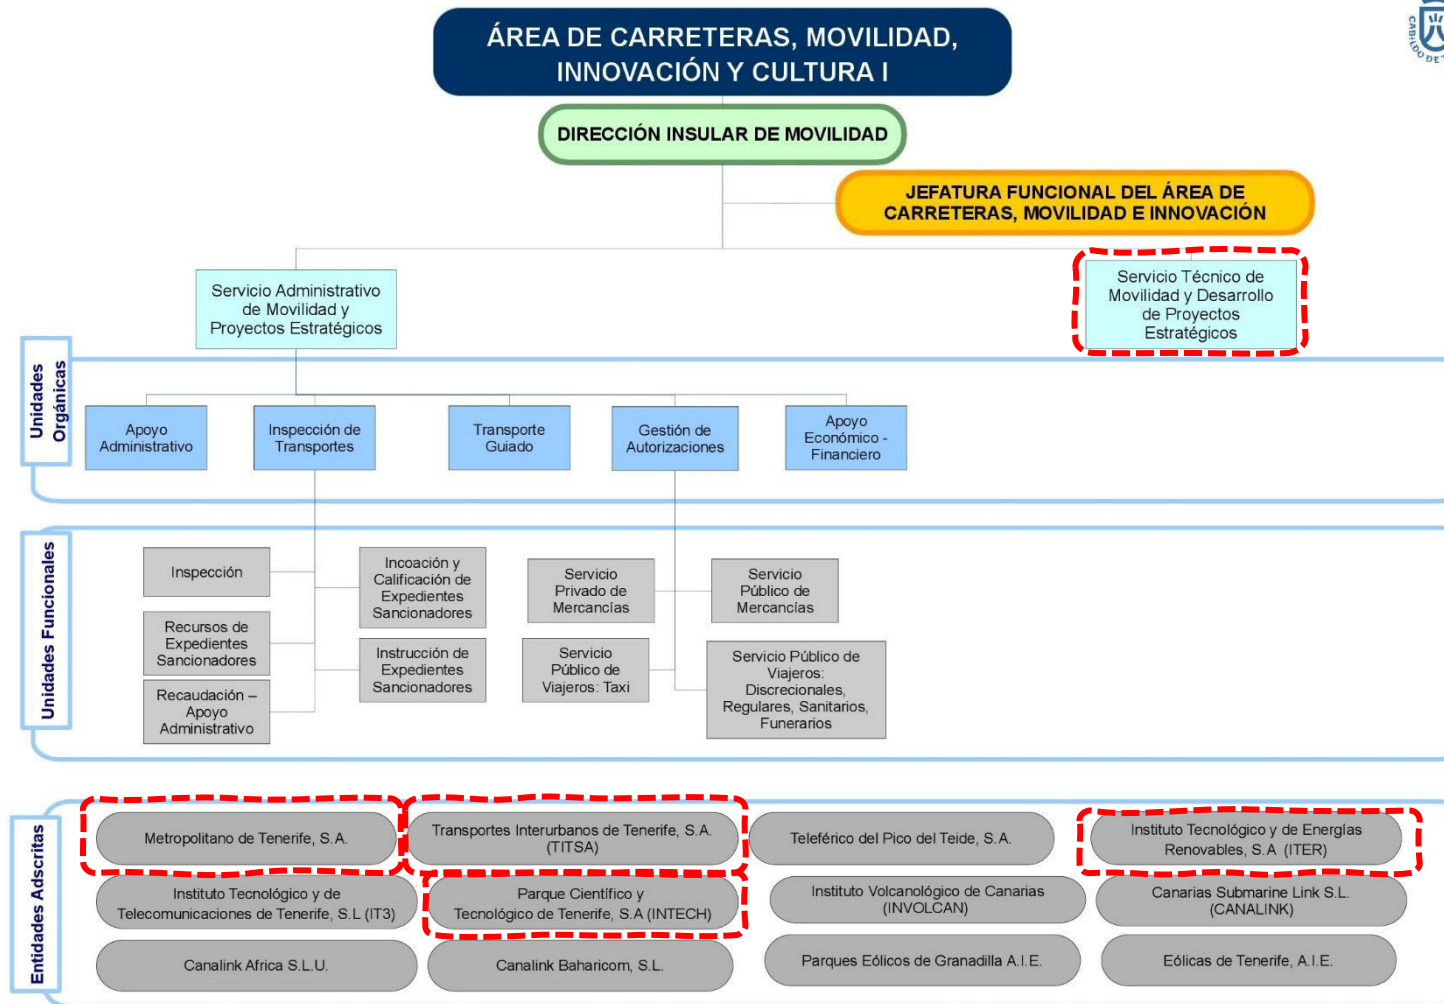 ÁREA DE CARRETERAS, MOVILIDAD,
INNOVACIÓN Y CULTURA I
CABILDO DE
DIRECCIÓN INSULAR DE MOVILIDAD
JEFATURA FUNCIONAL DEL ÁREA DE
CARRETERAS, MOVILIDAD E INNOVACIÓN
Servicio Administrativo
de Movilidad y
Proyectos Estratégicos
Servicio Técnico de
Movilidad y Desarrollo
de Proyectos
Estratégicos
Unidades
Orgánicas
Apoyo
Administrativo
Inspección de
Transportes
Transporte
Guiado
Gestión de
Autorizaciones
Apoyo
Económico -
Financiero
Unidades Funcionales
Inspección
Incoación y
Calificación de
Expedientes
Sancionadores
Servicio
Privado de
Mercancías
Servicio
Público de
Mercancías
Recursos de
Expedientes
Sancionadores
Instrucción de
Expedientes
Sancionadores
Servicio
Público de
Viajeros: Taxi
Servicio Público de
Viajeros:
Discrecionales,
Regulares, Sanitarios,
Funerarios
Recaudación –
Apoyo
Administrativo
Entidades Adscritas
Metropolitano de Tenerife, S.A.
Transportes Interurbanos de Tenerife, S.A.
(TITSA)
Teleférico del Pico del Teide, S.A.
Instituto Tecnológico y de Energías
Renovables, S.A (ITER)
Instituto Tecnológico y de
Telecomunicaciones de Tenerife, S.L (IT3)
Parque Científico y
Tecnológico de Tenerife, S.A (INTECH)
Instituto Volcanológico de Canarias
(INVOLCAN)
Canarias Submarine Link S.L.
(CANALINK)
Canalink Africa S.L.U.
Canalink Baharicom, S.L.
Parques Eólicos de Granadilla A.I.E.
Eólicas de Tenerife, A.I.E.